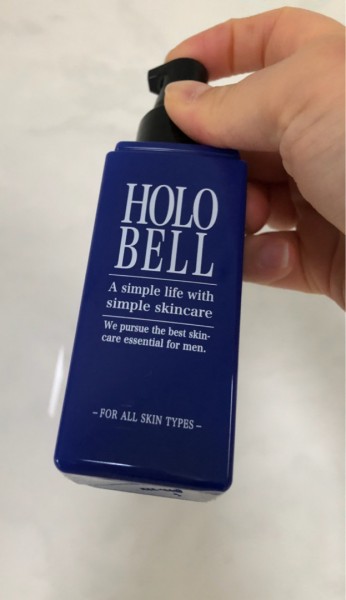 HOLO
BELL
A simple life with
simple skincare
We pursue the best skin-
care essential for men.
–FOR ALL SKIN TYPES–